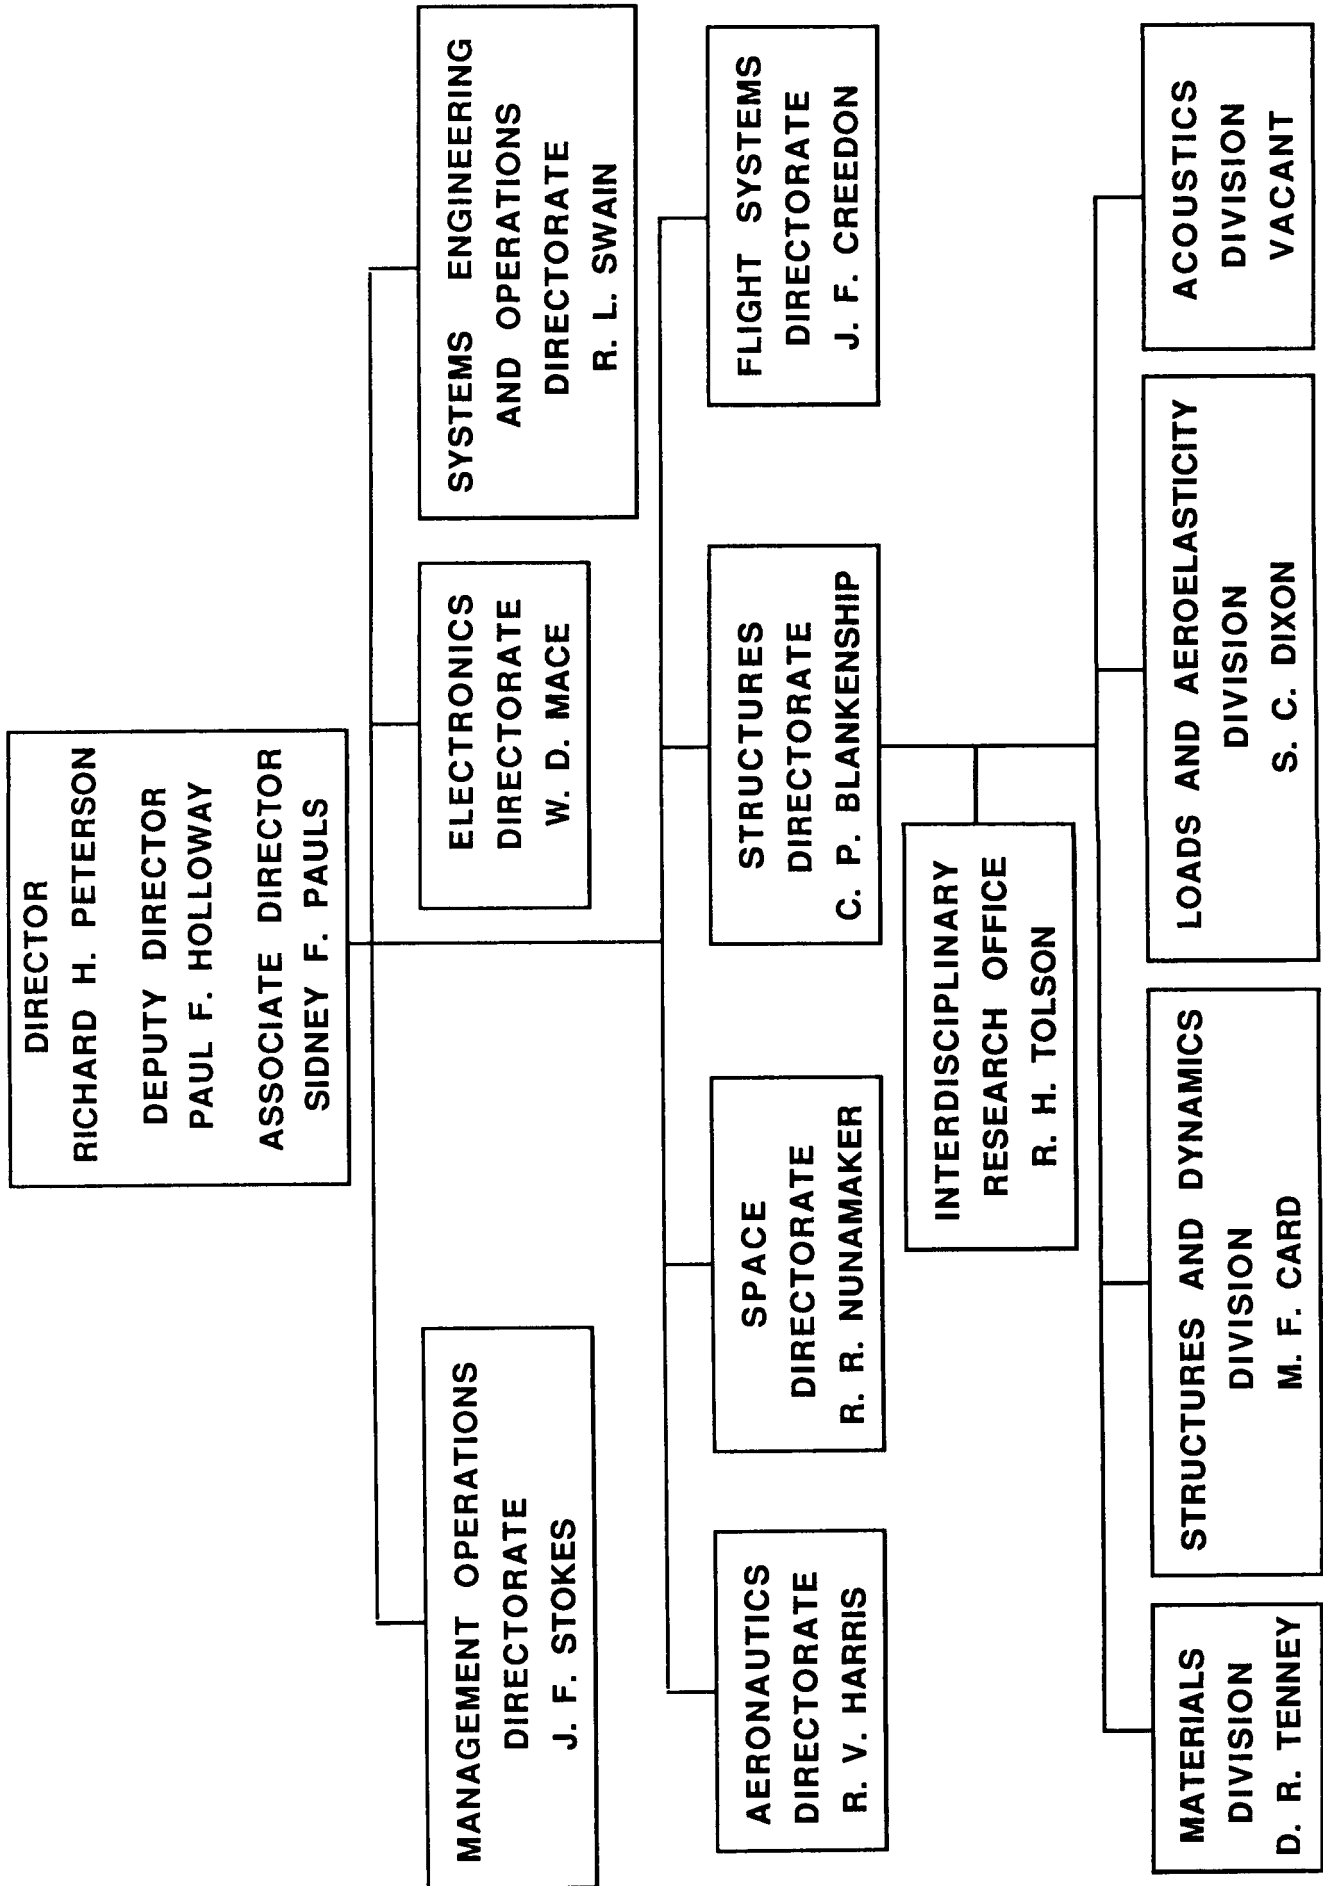 DIRECTOR
RICHARD H. PETERSON
DEPUTY DIRECTOR
PAUL F. HOLLOWAY
ASSOCIATE DIRECTOR
SIDNEY F. PAULS
MANAGEMENT OPERATIONS
DIRECTORATE
J. F. STOKES
ELECTRONICS
DIRECTORATE
W. D. MACE
SYSTEMS ENGINEERING
AND OPERATIONS
DIRECTORATE
R. L. SWAIN
AERONAUTICS
DIRECTORATE
R. V. HARRIS
SPACE
DIRECTORATE
R. R. NUNAMAKER
STRUCTURES
DIRECTORATE
C. P. BLANKENSHIP
FLIGHT SYSTEMS
DIRECTORATE
J. F. CREEDON
INTERDISCIPLINARY
RESEARCH OFFICE
R. H. TOLSON
MATERIALS
DIVISION
D. R. TENNEY
STRUCTURES AND DYNAMICS
DIVISION
M. F. CARD
LOADS AND AEROELASTICITY
DIVISION
S. C. DIXON
ACOUSTICS
DIVISION
VACANT